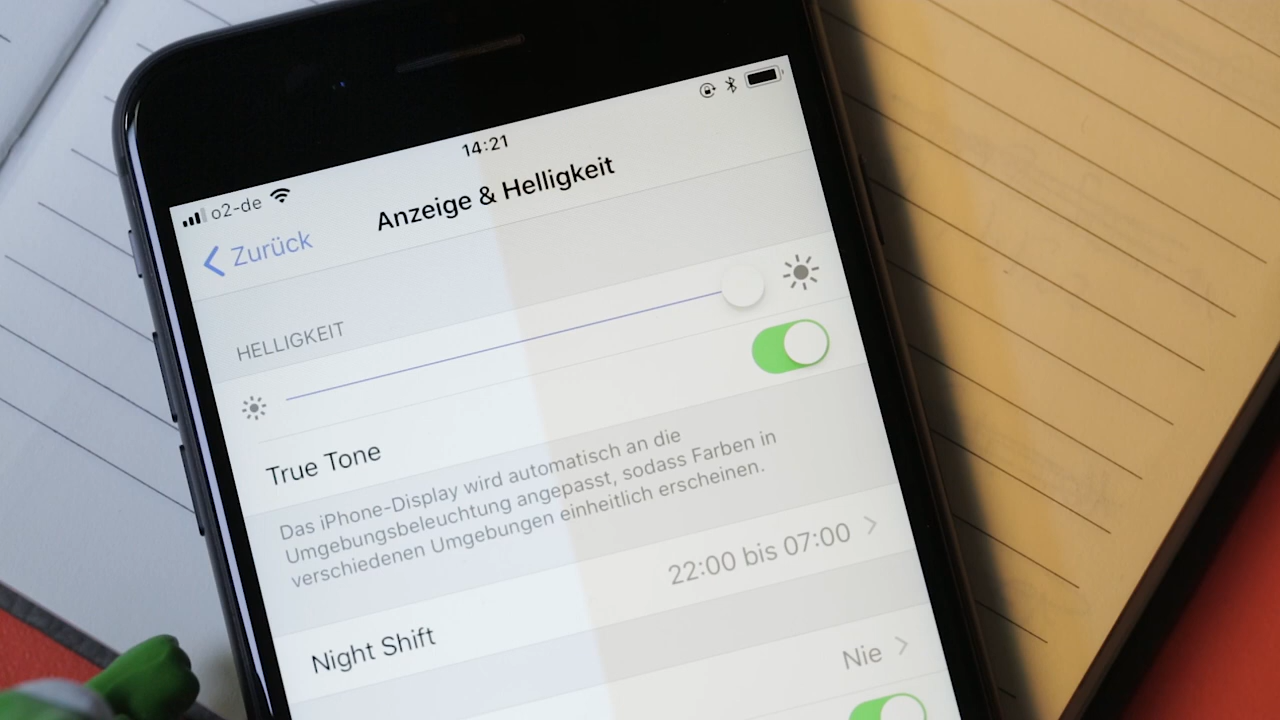 14:21
o2-de
Zurück
Anzeige & Helligkeit
HELLIGKEIT
True Tone
Das iPhone-Display wird automatisch an die
Umgebungsbeleuchtung angepasst, sodass Farben in
verschiedenen Umgebungen einheitlich erscheinen.
Night Shift 22:00 bis 07:00
Nie